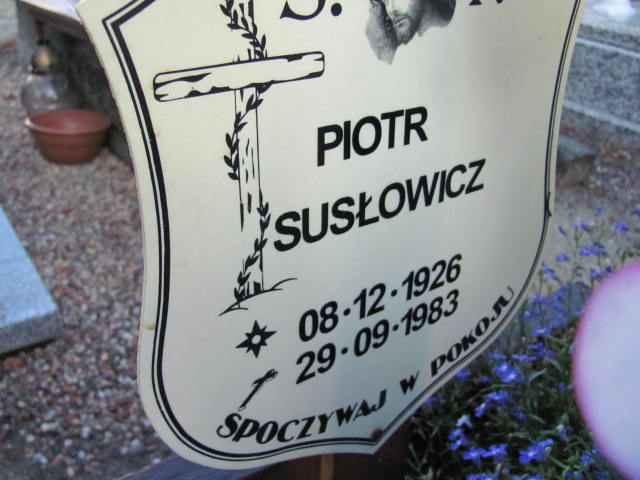 PIOTR
SUSŁOWICZ
08·12·1926
29·09·1983
SPOCZYWAJ W POKOJU